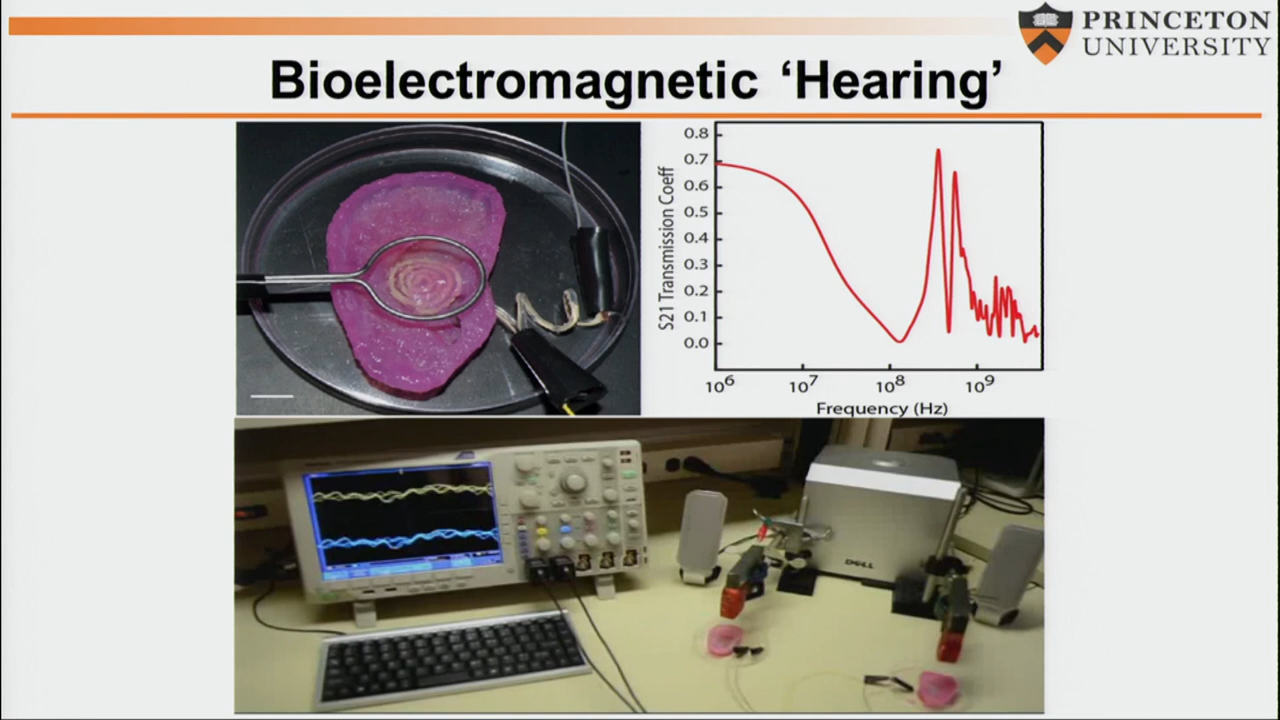 PRINCETON
UNIVERSITY
Bioelectromagnetic ‘Hearing’
S21 Transmission Coeff
0.8
0.7
0.6
0.5
0.4
0.3
0.2
0.1
0.0
10⁶ 10⁷ 10⁸ 10⁹
Frequency (Hz)
DELL